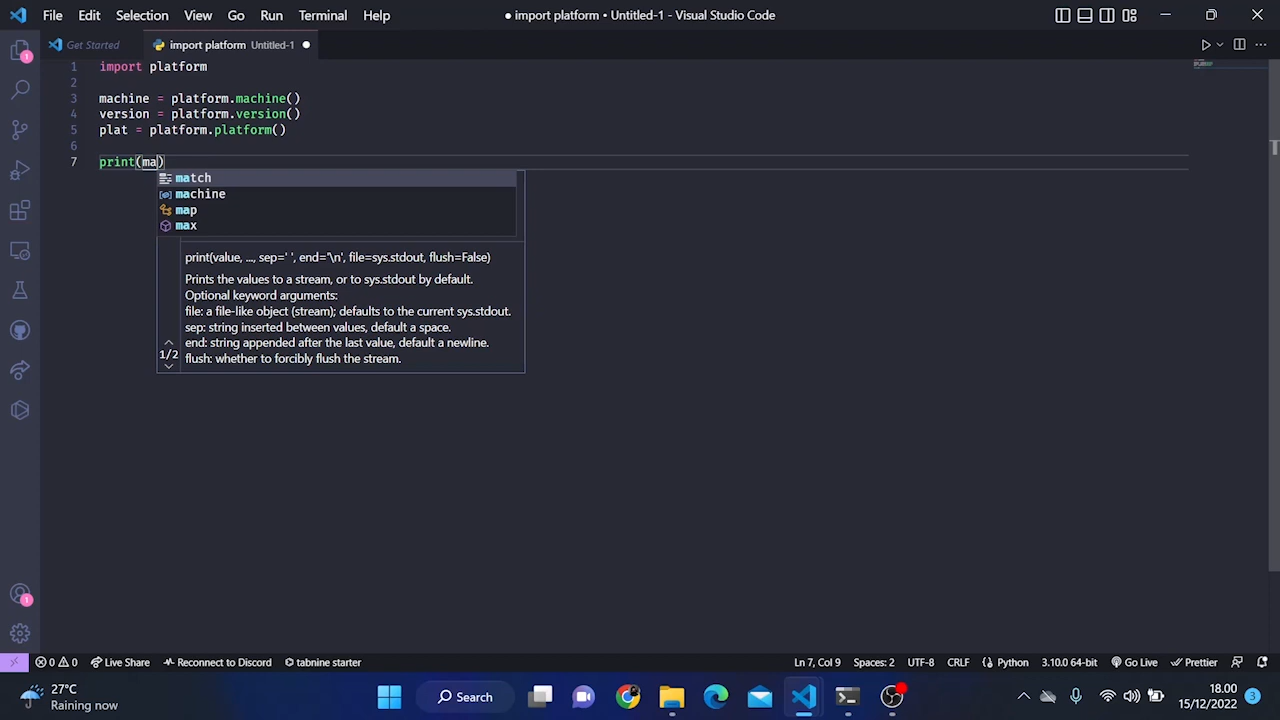 File Edit Selection View Go Run Terminal Help
● import platform • Untitled-1 - Visual Studio Code
Get Started
import platform Untitled-1
1 import platform
2
3 machine = platform.machine()
4 version = platform.version()
5 plat = platform.platform()
6
7 print(ma)
match
machine
map
max
print(value, ..., sep=' ', end='\n', file=sys.stdout, flush=False)
Prints the values to a stream, or to sys.stdout by default.
Optional keyword arguments:
file: a file-like object (stream); defaults to the current sys.stdout.
sep: string inserted between values, default a space.
end: string appended after the last value, default a newline.
1/2
flush: whether to forcibly flush the stream.
1
1
0 0 Live Share Reconnect to Discord tabnine starter
Ln 7, Col 9 Spaces: 2 UTF-8 CRLF Python 3.10.0 64-bit Go Live Prettier
27°C
Raining now
Search
18.00
15/12/2022
3